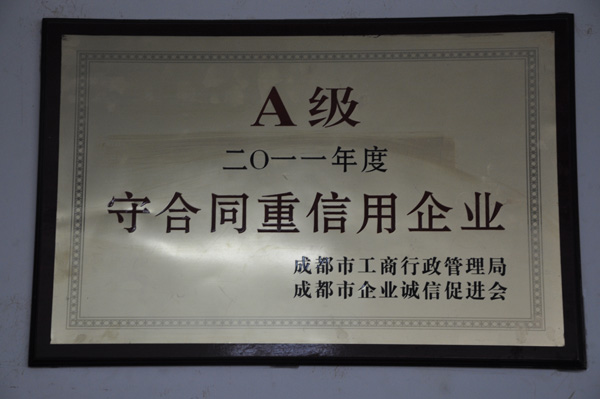 A级
二〇一一年度
守合同重信用企业
成都市工商行政管理局
成都市企业诚信促进会